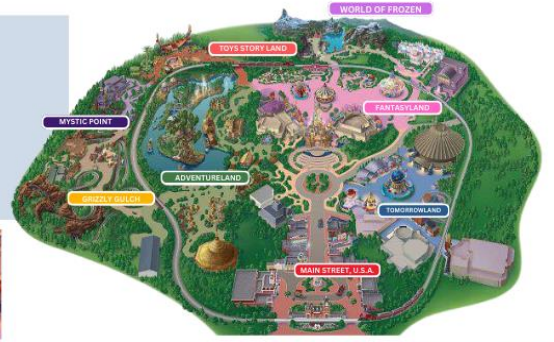 WORLD OF FROZEN
TOYS STORY LAND
FANTASYLAND
MYSTIC POINT
ADVENTURELAND
GRIZZLY GULCH
TOMORROWLAND
MAIN STREET, U.S.A.